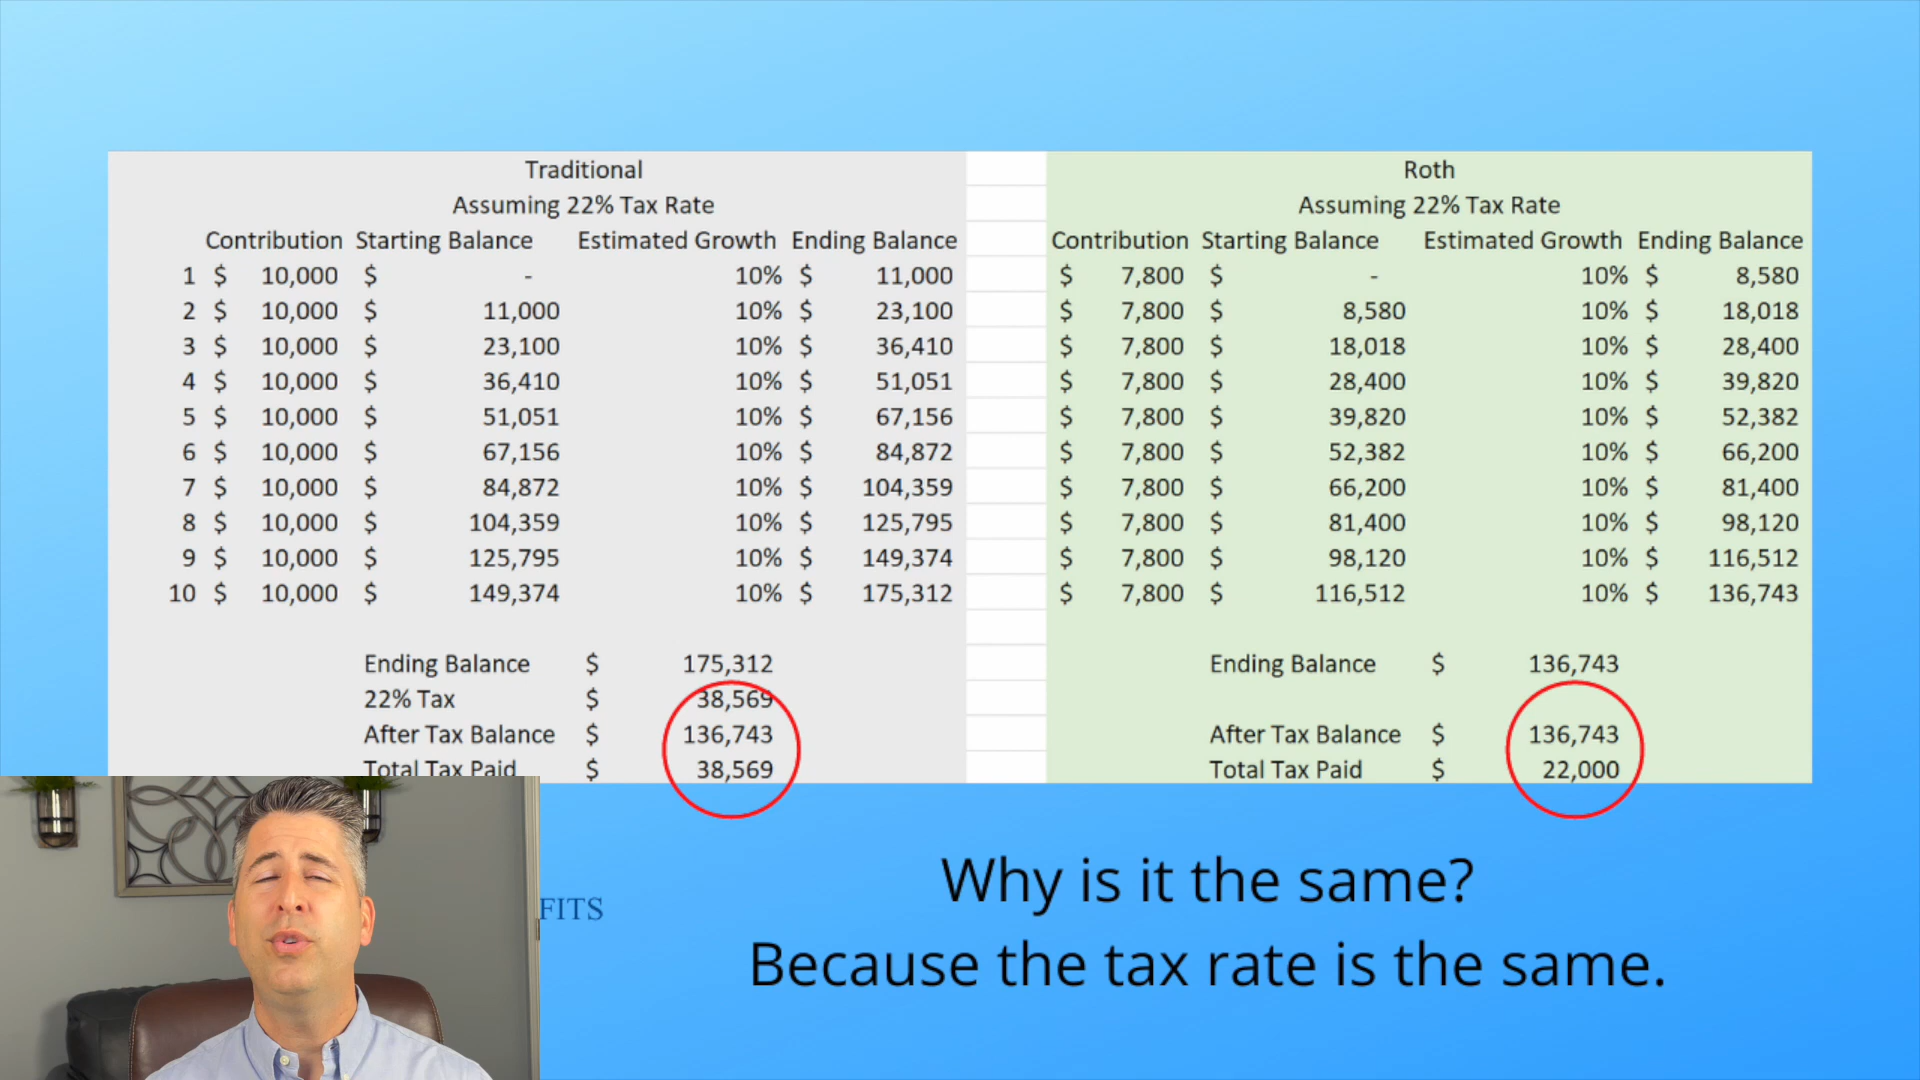 Traditional
Assuming 22% Tax Rate
Contribution Starting Balance Estimated Growth Ending Balance
1 $ 10,000 $ - 10% $ 11,000
2 $ 10,000 $ 11,000 10% $ 23,100
3 $ 10,000 $ 23,100 10% $ 36,410
4 $ 10,000 $ 36,410 10% $ 51,051
5 $ 10,000 $ 51,051 10% $ 67,156
6 $ 10,000 $ 67,156 10% $ 84,872
7 $ 10,000 $ 84,872 10% $ 104,359
8 $ 10,000 $ 104,359 10% $ 125,795
9 $ 10,000 $ 125,795 10% $ 149,374
10 $ 10,000 $ 149,374 10% $ 175,312
Ending Balance $ 175,312
22% Tax $ 38,569
After Tax Balance $ 136,743
Total Tax Paid $ 38,569
Roth
Assuming 22% Tax Rate
Contribution Starting Balance Estimated Growth Ending Balance
$ 7,800 $ - 10% $ 8,580
$ 7,800 $ 8,580 10% $ 18,018
$ 7,800 $ 18,018 10% $ 28,400
$ 7,800 $ 28,400 10% $ 39,820
$ 7,800 $ 39,820 10% $ 52,382
$ 7,800 $ 52,382 10% $ 66,200
$ 7,800 $ 66,200 10% $ 81,400
$ 7,800 $ 81,400 10% $ 98,120
$ 7,800 $ 98,120 10% $ 116,512
$ 7,800 $ 116,512 10% $ 136,743
Ending Balance $ 136,743
After Tax Balance $ 136,743
Total Tax Paid $ 22,000
FITS
Why is it the same?
Because the tax rate is the same.